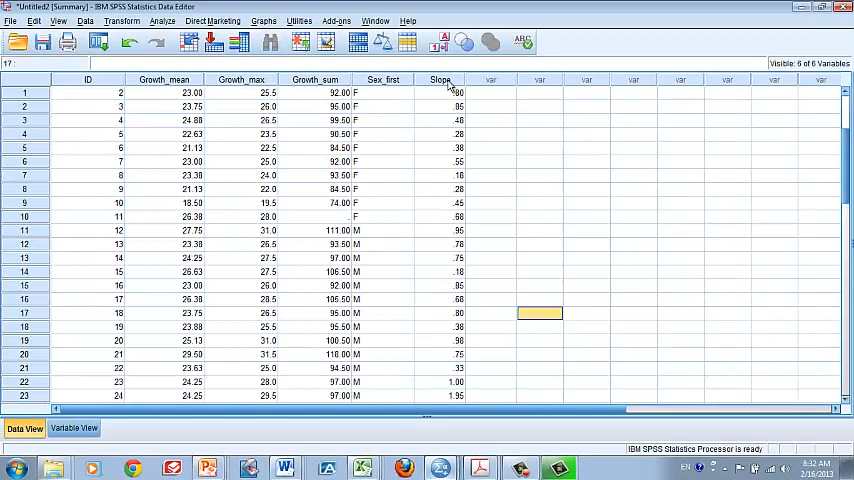 *Untitled2 [Summary] - IBM SPSS Statistics Data Editor
File Edit View Data Transform Analyze Direct Marketing Graphs Utilities Add-ons Window Help
17 :
Visible: 6 of 6 Variables
ID Growth_mean Growth_max Growth_sum Sex_first Slope var var var var var var var var
1 2 23.00 25.5 92.00 F .80
2 3 23.75 26.0 95.00 F .85
3 4 24.88 26.5 99.50 F .48
4 5 22.63 23.5 90.50 F .28
5 6 21.13 22.5 84.50 F .38
6 7 23.00 25.0 92.00 F .55
7 8 23.38 24.0 93.50 F .18
8 9 21.13 22.0 84.50 F .28
9 10 18.50 19.5 74.00 F .45
10 11 26.38 28.0 . F .68
11 12 27.75 31.0 111.00 M .95
12 13 23.38 26.5 93.50 M .78
13 14 24.25 27.5 97.00 M .75
14 15 26.63 27.5 106.50 M .18
15 16 23.00 26.0 92.00 M .85
16 17 26.38 28.5 105.50 M .68
17 18 23.75 26.5 95.00 M .80
18 19 23.88 25.5 95.50 M .38
19 20 25.13 28.0 100.50 M .98
20 21 29.50 31.5 118.00 M .75
21 22 23.63 25.0 94.50 M .33
22 23 24.25 28.0 97.00 M 1.00
23 24 24.25 29.5 97.00 M 1.95
Data View Variable View
IBM SPSS Statistics Processor is ready
EN 8:32 AM
2/16/2013